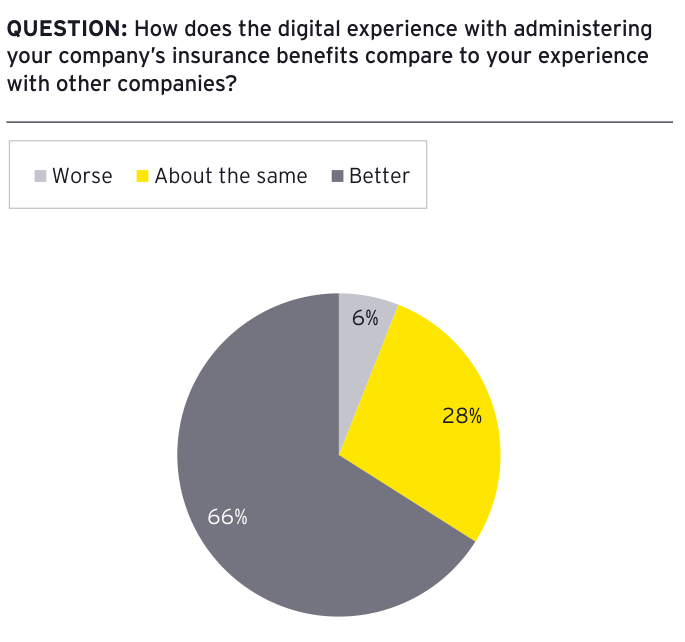 QUESTION: How does the digital experience with administering
your company’s insurance benefits compare to your experience
with other companies?
Worse About the same Better
6%
28%
66%